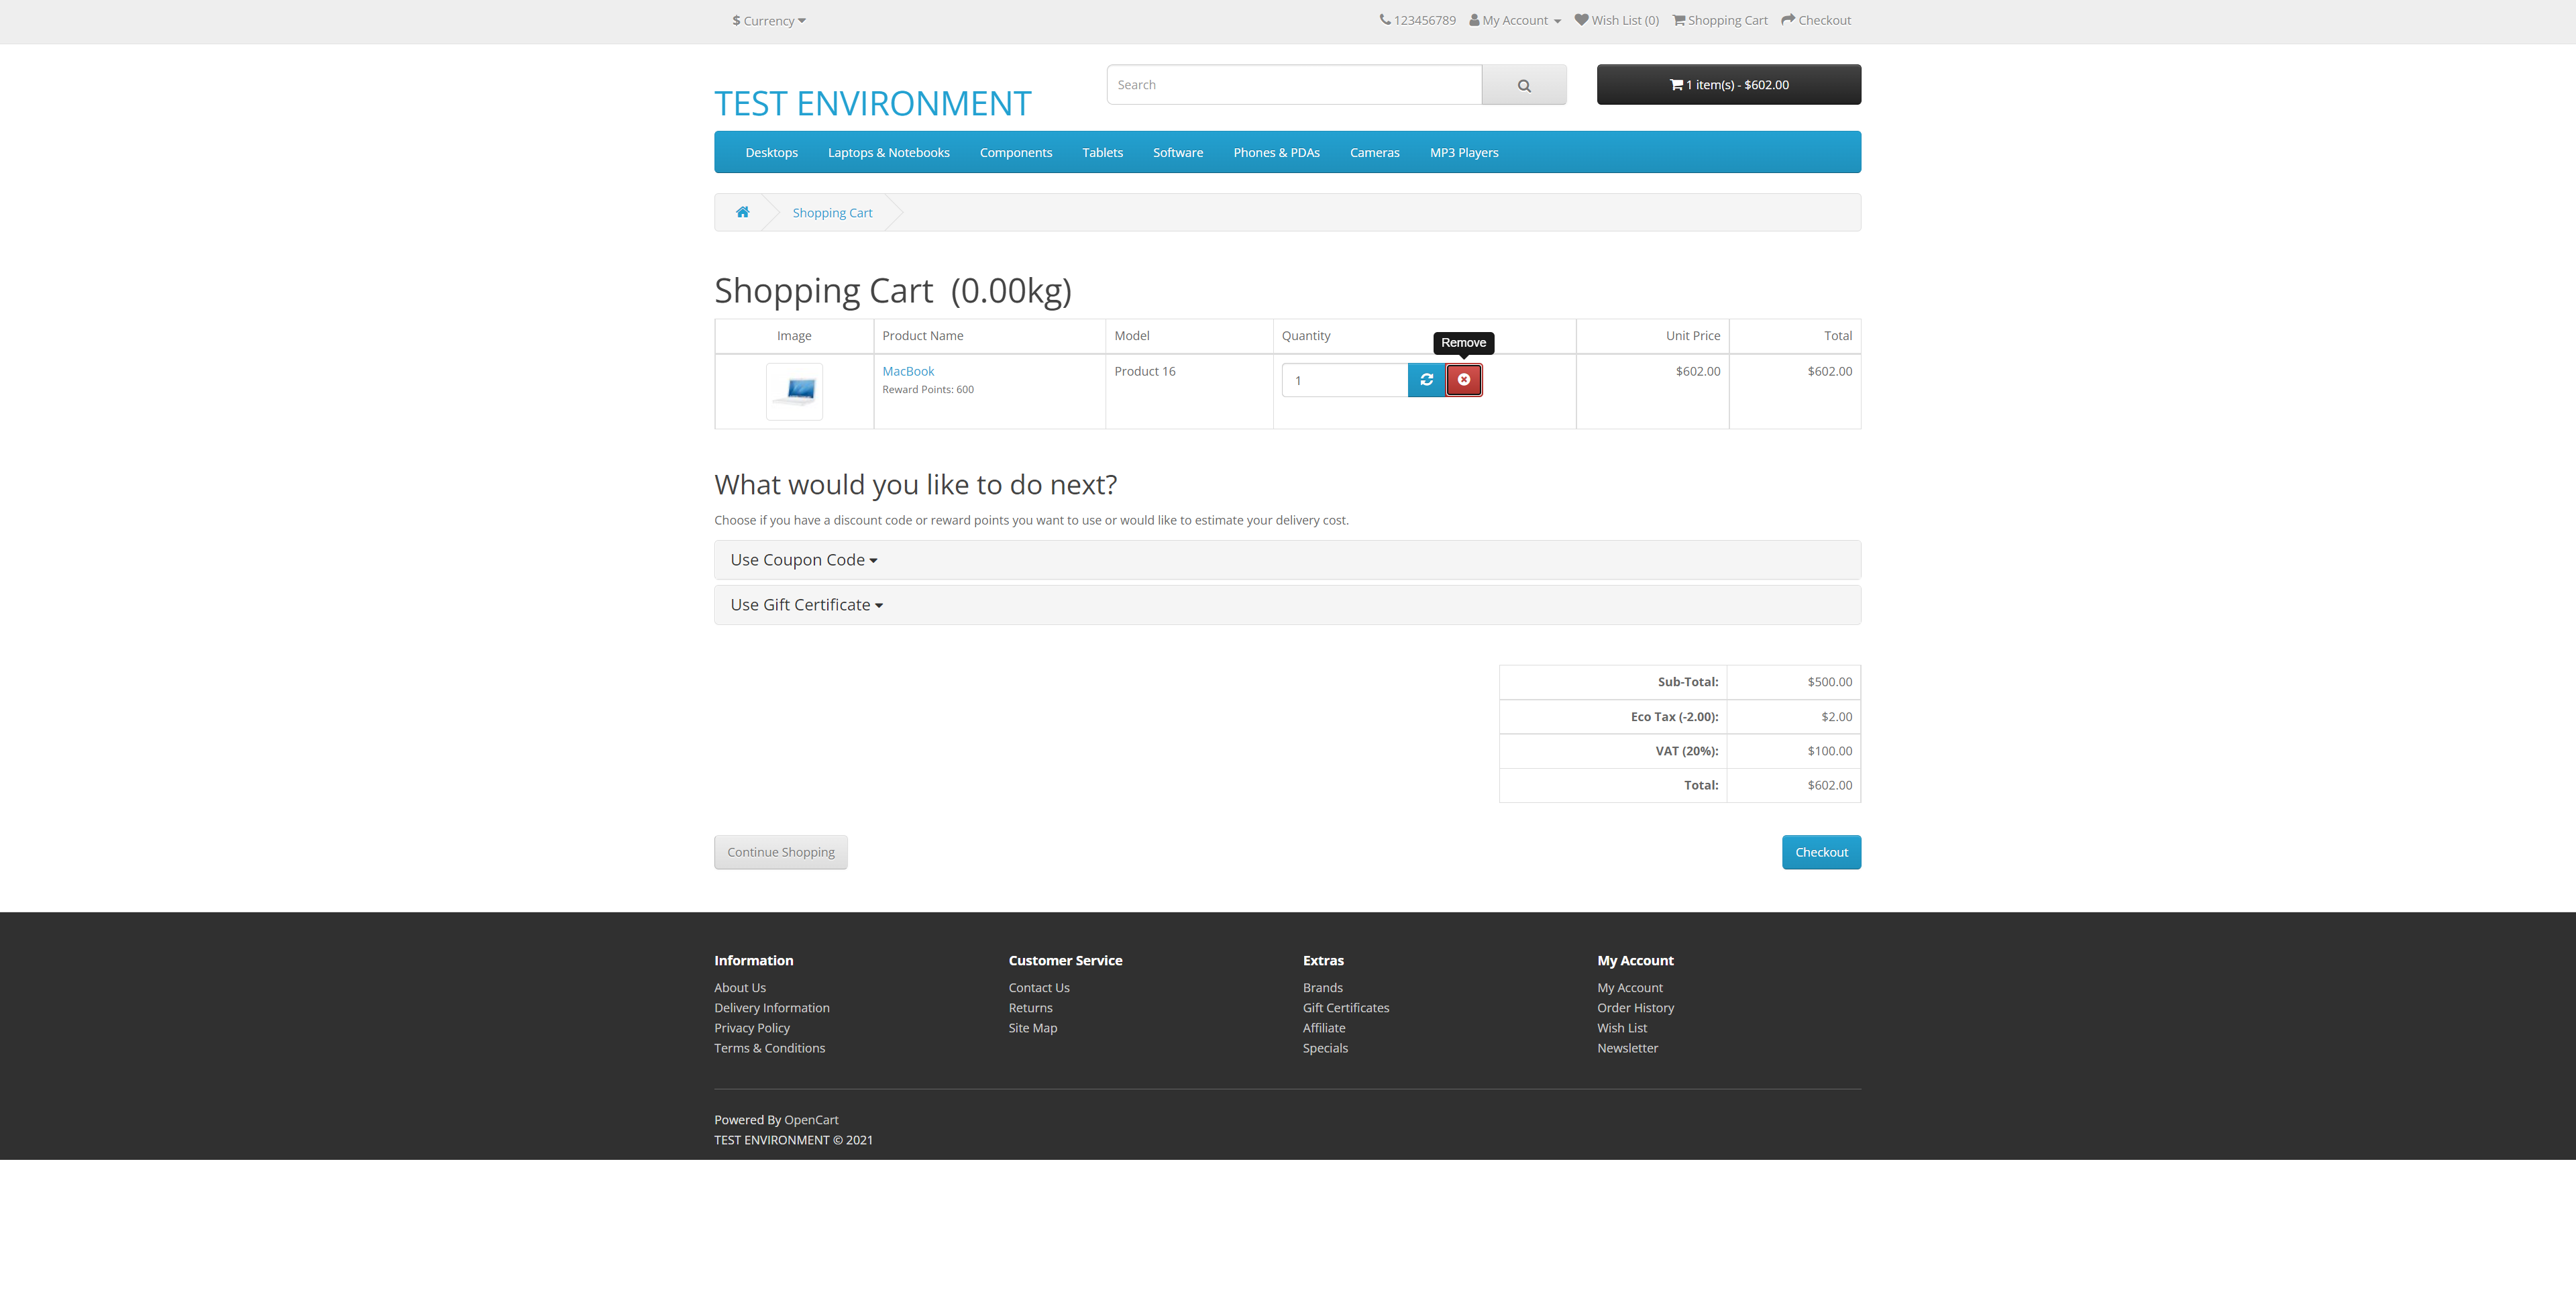 $ Currency
123456789 My Account Wish List (0) Shopping Cart Checkout
TEST ENVIRONMENT
Search
1 item(s) - $602.00
Desktops Laptops & Notebooks Components Tablets Software Phones & PDAs Cameras MP3 Players
Shopping Cart
Shopping Cart (0.00kg)
Image Product Name Model Quantity Unit Price Total
Remove
MacBook Product 16 1 $602.00 $602.00
Reward Points: 600
What would you like to do next?
Choose if you have a discount code or reward points you want to use or would like to estimate your delivery cost.
Use Coupon Code
Use Gift Certificate
Sub-Total: $500.00
Eco Tax (-2.00): $2.00
VAT (20%): $100.00
Total: $602.00
Continue Shopping
Checkout
Information
About Us
Delivery Information
Privacy Policy
Terms & Conditions
Customer Service
Contact Us
Returns
Site Map
Extras
Brands
Gift Certificates
Affiliate
Specials
My Account
My Account
Order History
Wish List
Newsletter
Powered By OpenCart
TEST ENVIRONMENT © 2021